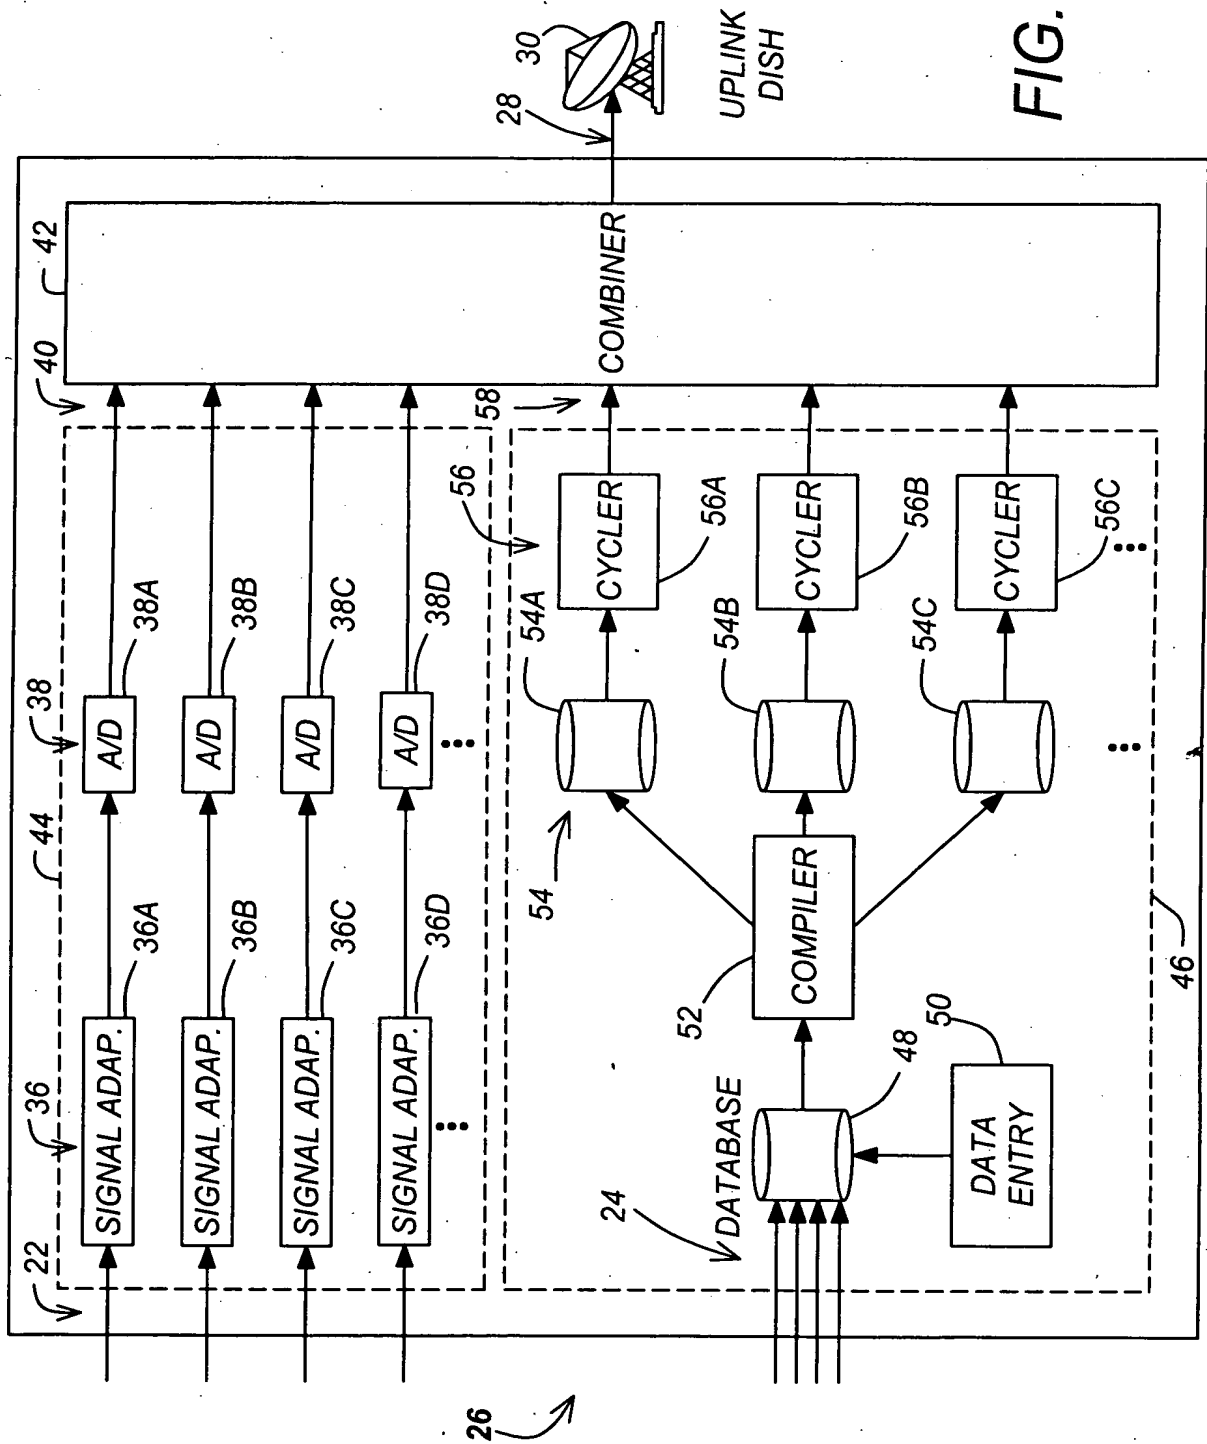 22
36
SIGNAL ADAP.
36A
44
38
A/D
38A
40
42
SIGNAL ADAP.
36B
A/D
38B
SIGNAL ADAP.
36C
A/D
38C
SIGNAL ADAP.
36D
A/D
38D
26
24
DATABASE
48
DATA
ENTRY
50
52
COMPILER
54
54A
54B
54C
56
CYCLER
56A
CYCLER
56B
CYCLER
56C
46
58
COMBINER
28
30
UPLINK
DISH
FIG.